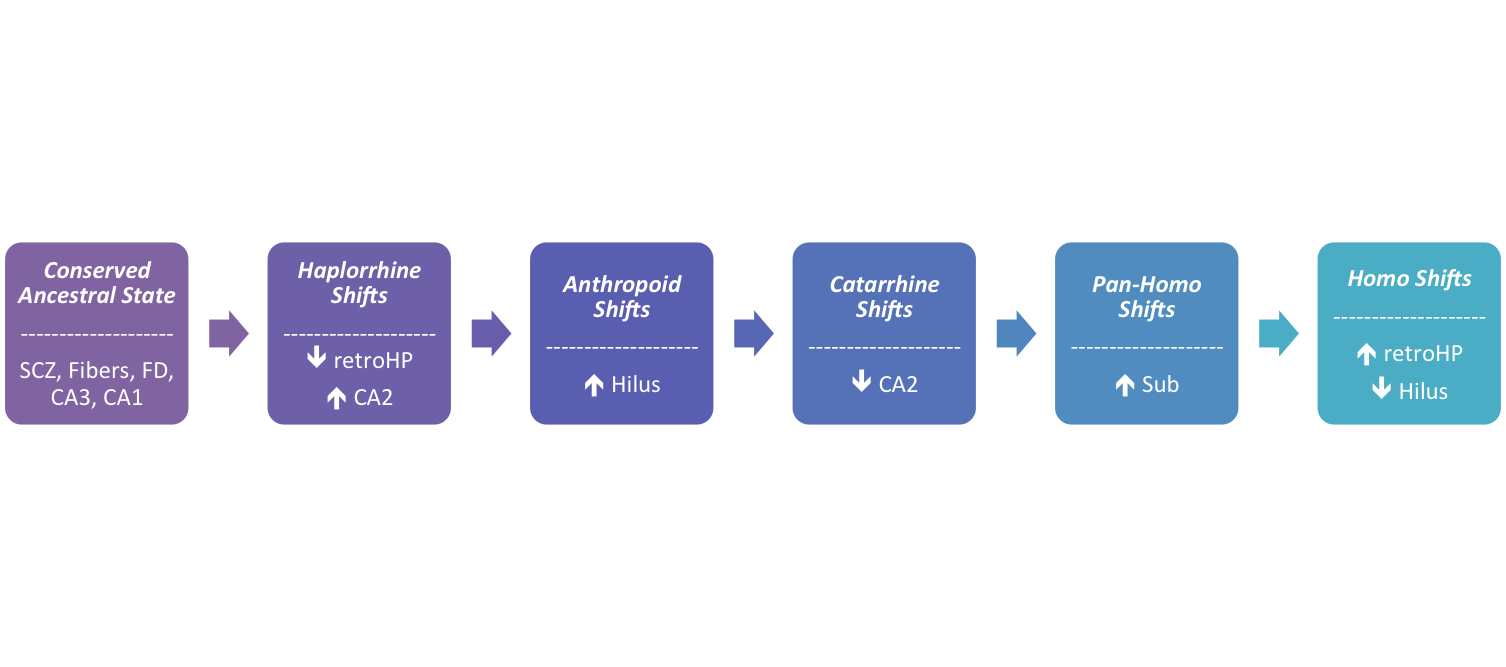 Conserved
Ancestral State
---------------------
SCZ, Fibers, FD,
CA3, CA1
Haplorrhine
Shifts
---------------------
🡫 retroHP
🡩 CA2
Anthropoid
Shifts
---------------------
🡩 Hilus
Catarrhine
Shifts
---------------------
🡫 CA2
Pan-Homo
Shifts
---------------------
🡩 Sub
Homo Shifts
---------------------
🡩 retroHP
🡫 Hilus